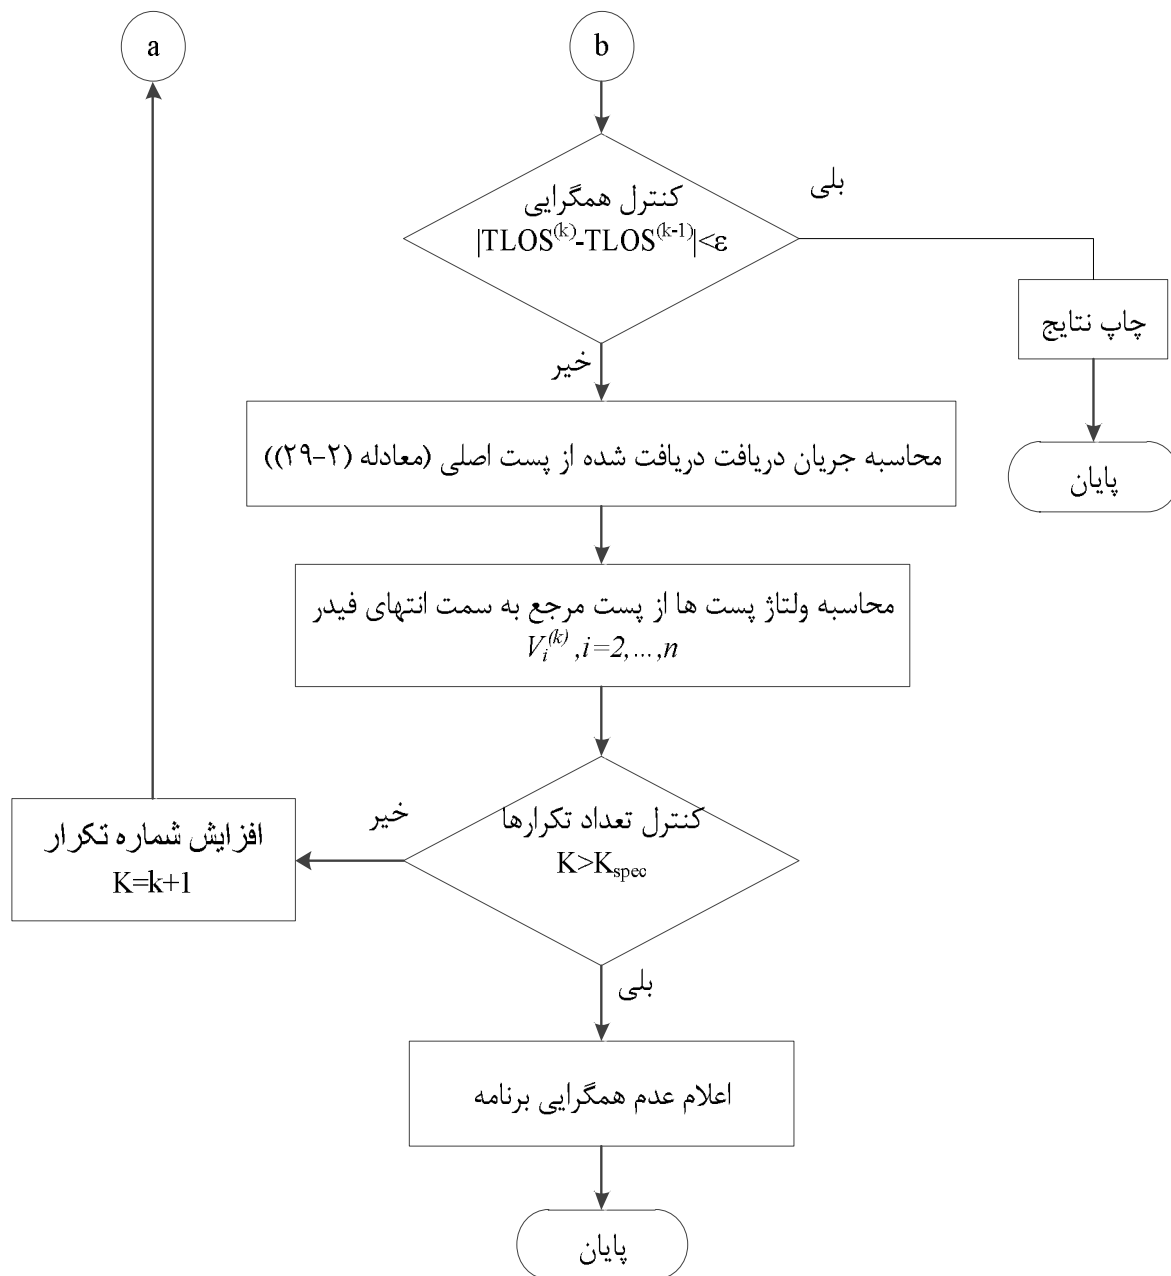 a
b
کنترل همگرایی
|TLOS^(k)-TLOS^(k-1)|<ε
بلی
چاپ نتایج
پایان
خیر
محاسبه جریان دریافت دریافت شده از پست اصلی (معادله (۲-۲۹))
محاسبه ولتاژ پست ها از پست مرجع به سمت انتهای فیدر
V_i^(k) ,i=2,...,n
کنترل تعداد تکرارها
K>K_spec
خیر
افزایش شماره تکرار
K=k+1
بلی
اعلام عدم همگرایی برنامه
پایان